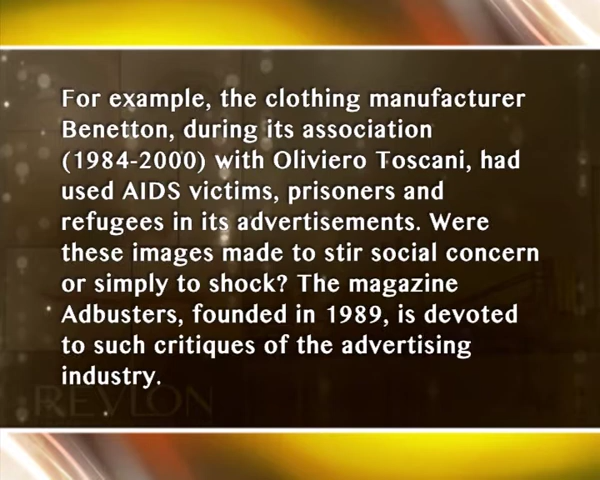 For example, the clothing manufacturer
Benetton, during its association
(1984-2000) with Oliviero Toscani, had
used AIDS victims, prisoners and
refugees in its advertisements. Were
these images made to stir social concern
or simply to shock? The magazine
Adbusters, founded in 1989, is devoted
to such critiques of the advertising
industry.
REVLON